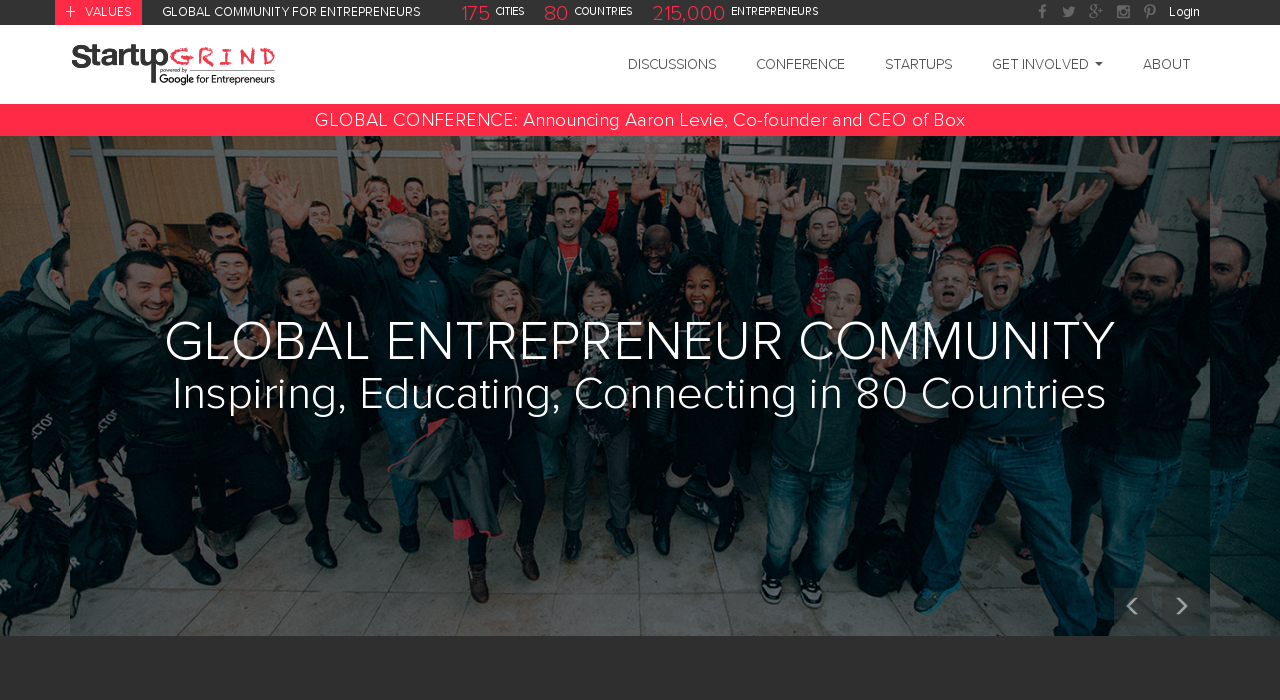 + VALUES GLOBAL COMMUNITY FOR ENTREPRENEURS 175 CITIES 80 COUNTRIES 215,000 ENTREPRENEURS Login
Startup GRIND
powered by
Google for Entrepreneurs
DISCUSSIONS CONFERENCE STARTUPS GET INVOLVED ABOUT
GLOBAL CONFERENCE: Announcing Aaron Levie, Co-founder and CEO of Box
GLOBAL ENTREPRENEUR COMMUNITY
Inspiring, Educating, Connecting in 80 Countries